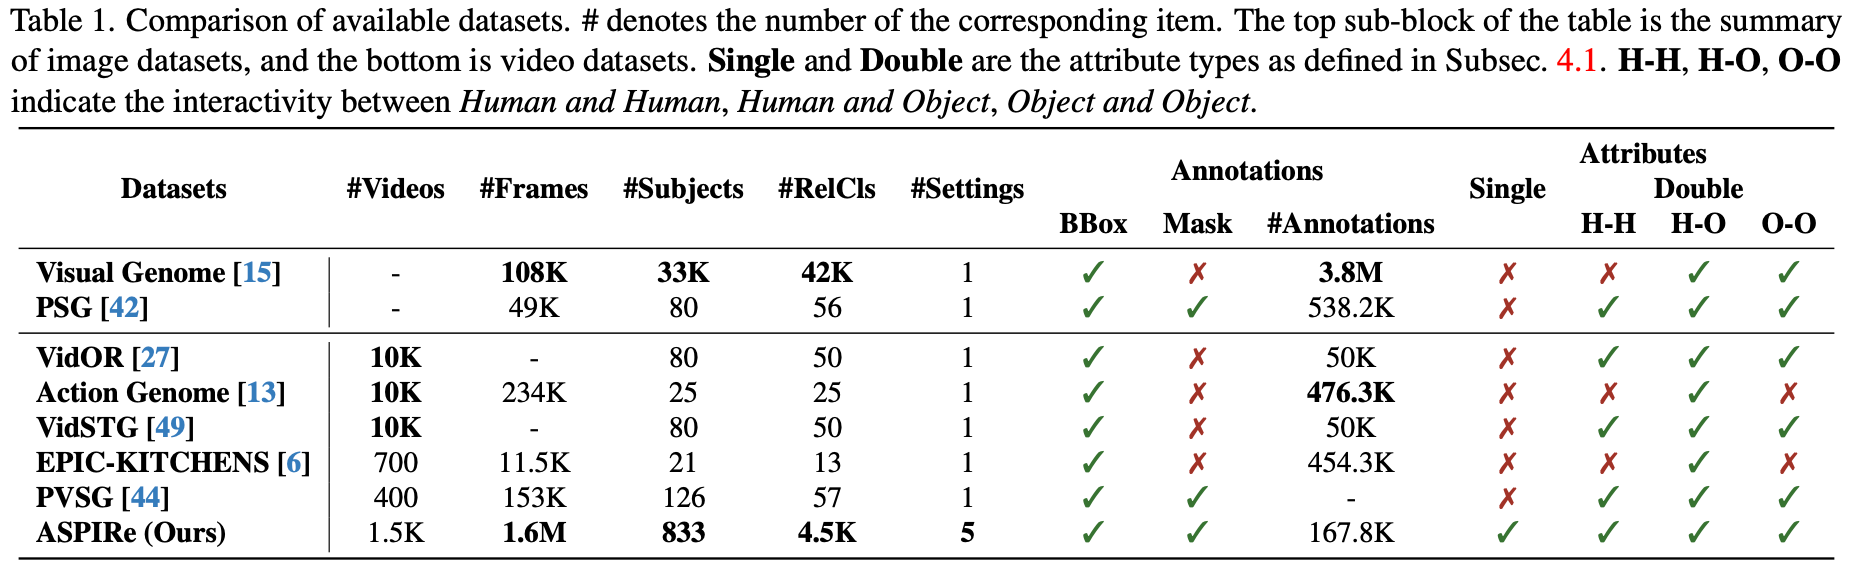 Table 1. Comparison of available datasets. # denotes the number of the corresponding item. The top sub-block of the table is the summary
of image datasets, and the bottom is video datasets. Single and Double are the attribute types as defined in Subsec. 4.1. H-H, H-O, O-O
indicate the interactivity between Human and Human, Human and Object, Object and Object.
Datasets #Videos #Frames #Subjects #RelCls #Settings Annotations Attributes
Single Double
BBox Mask #Annotations H-H H-O O-O
Visual Genome [15] - 108K 33K 42K 1 ✓ ✗ 3.8M ✗ ✗ ✓ ✓
PSG [42] - 49K 80 56 1 ✓ ✓ 538.2K ✗ ✓ ✓ ✓
VidOR [27] 10K - 80 50 1 ✓ ✗ 50K ✗ ✓ ✓ ✓
Action Genome [13] 10K 234K 25 25 1 ✓ ✗ 476.3K ✗ ✗ ✓ ✗
VidSTG [49] 10K - 80 50 1 ✓ ✗ 50K ✗ ✓ ✓ ✓
EPIC-KITCHENS [6] 700 11.5K 21 13 1 ✓ ✗ 454.3K ✗ ✗ ✓ ✗
PVSG [44] 400 153K 126 57 1 ✓ ✓ - ✗ ✓ ✓ ✓
ASPIRe (Ours) 1.5K 1.6M 833 4.5K 5 ✓ ✓ 167.8K ✓ ✓ ✓ ✓